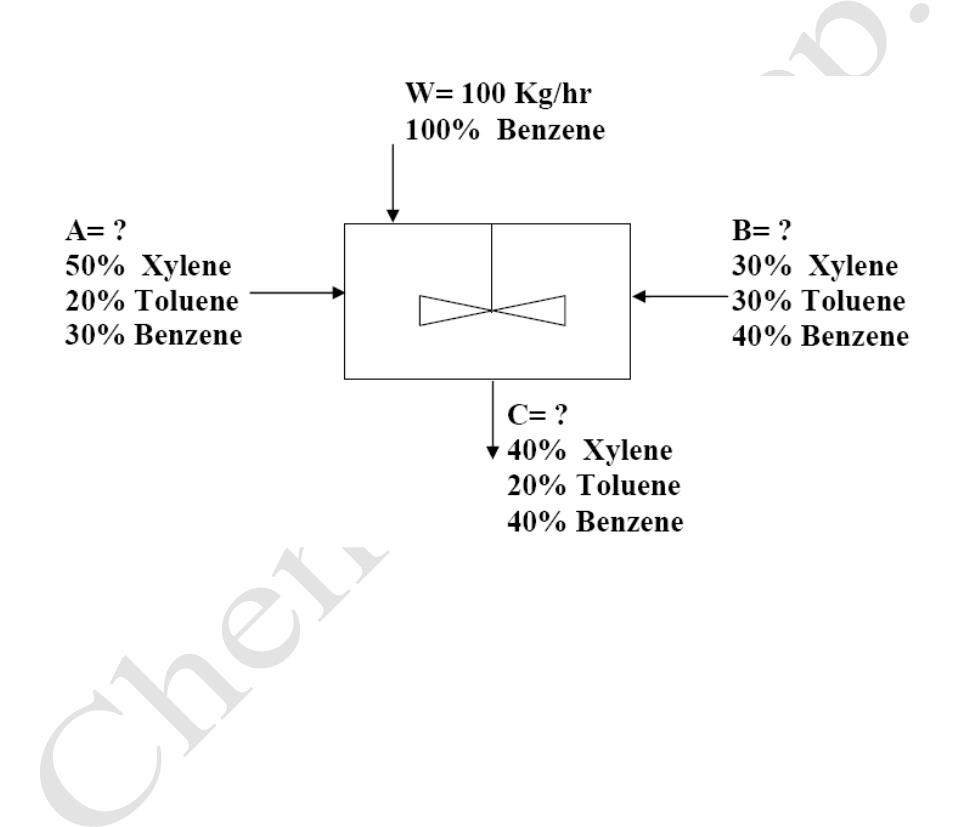 W= 100 Kg/hr
100% Benzene
A= ?
50% Xylene
20% Toluene
30% Benzene
B= ?
30% Xylene
30% Toluene
40% Benzene
C= ?
40% Xylene
20% Toluene
40% Benzene